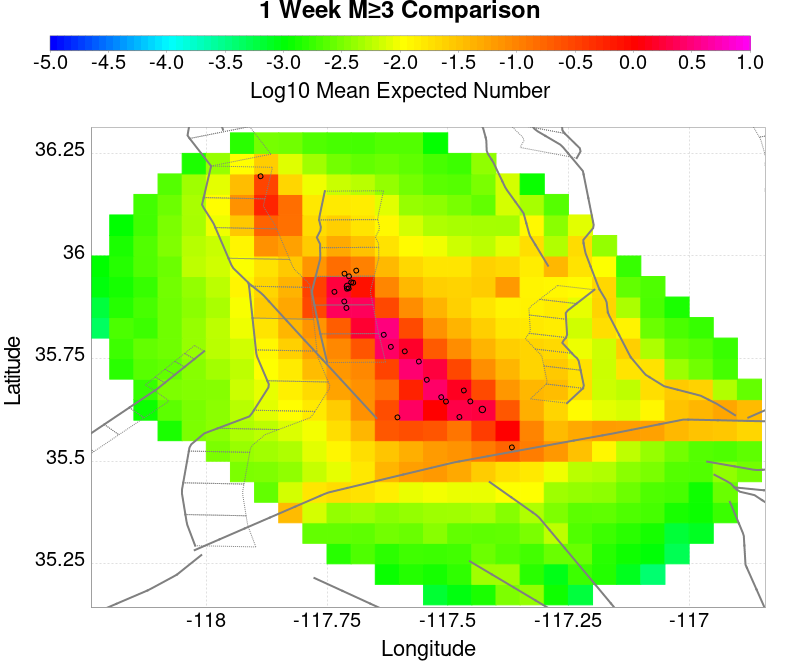 1 Week M≥3 Comparison
-5.0 -4.5 -4.0 -3.5 -3.0 -2.5 -2.0 -1.5 -1.0 -0.5 0.0 0.5 1.0
Log10 Mean Expected Number
36.25
36
35.75
35.5
35.25
Latitude
-118 -117.75 -117.5 -117.25 -117
Longitude